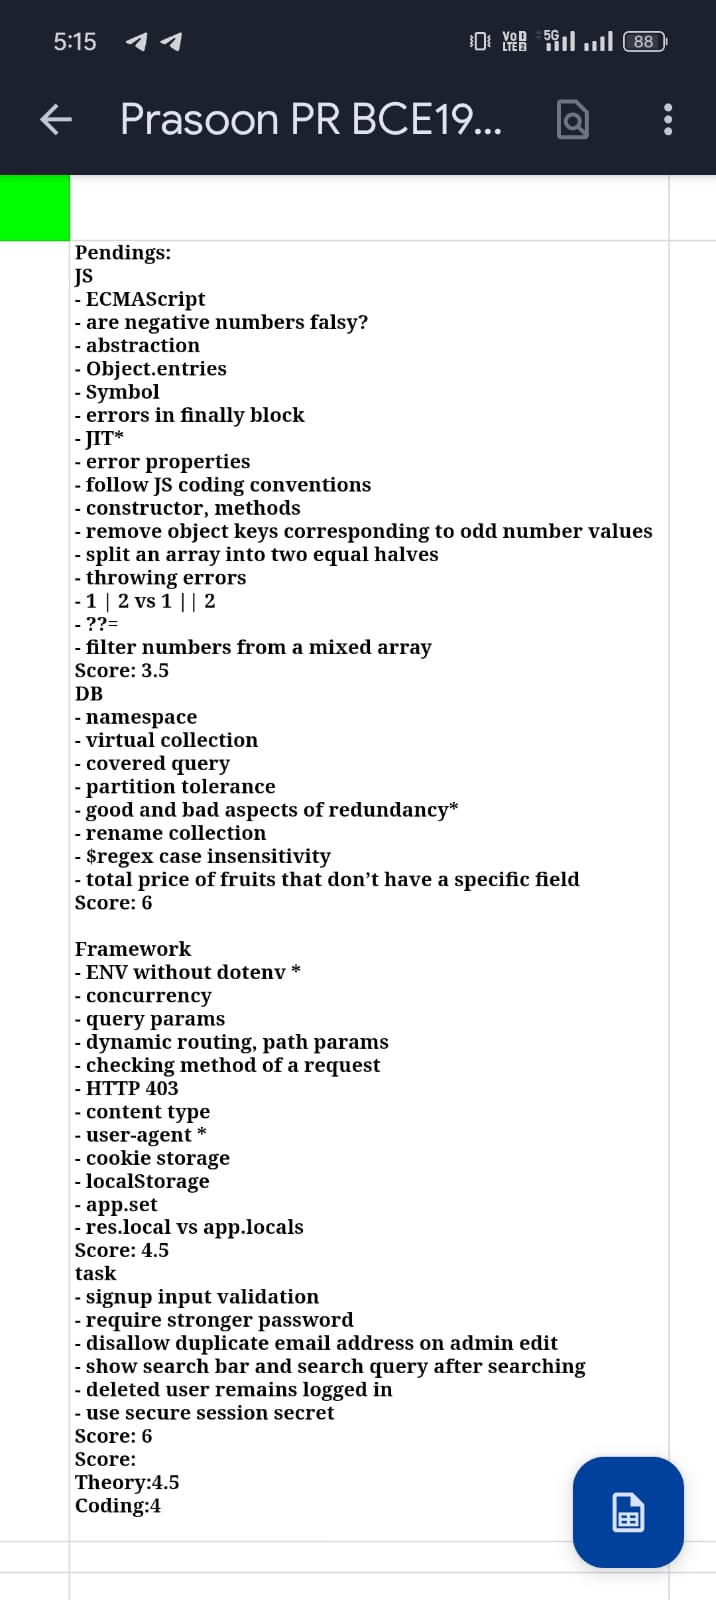 5:15
VoD LTE2 5G 88
Prasoon PR BCE19...
Pendings:
JS
- ECMAScript
- are negative numbers falsy?
- abstraction
- Object.entries
- Symbol
- errors in finally block
- JIT*
- error properties
- follow JS coding conventions
- constructor, methods
- remove object keys corresponding to odd number values
- split an array into two equal halves
- throwing errors
- 1 | 2 vs 1 || 2
- ??=
- filter numbers from a mixed array
Score: 3.5
DB
- namespace
- virtual collection
- covered query
- partition tolerance
- good and bad aspects of redundancy*
- rename collection
- $regex case insensitivity
- total price of fruits that don’t have a specific field
Score: 6
Framework
- ENV without dotenv *
- concurrency
- query params
- dynamic routing, path params
- checking method of a request
- HTTP 403
- content type
- user-agent *
- cookie storage
- localStorage
- app.set
- res.local vs app.locals
Score: 4.5
task
- signup input validation
- require stronger password
- disallow duplicate email address on admin edit
- show search bar and search query after searching
- deleted user remains logged in
- use secure session secret
Score: 6
Score:
Theory:4.5
Coding:4